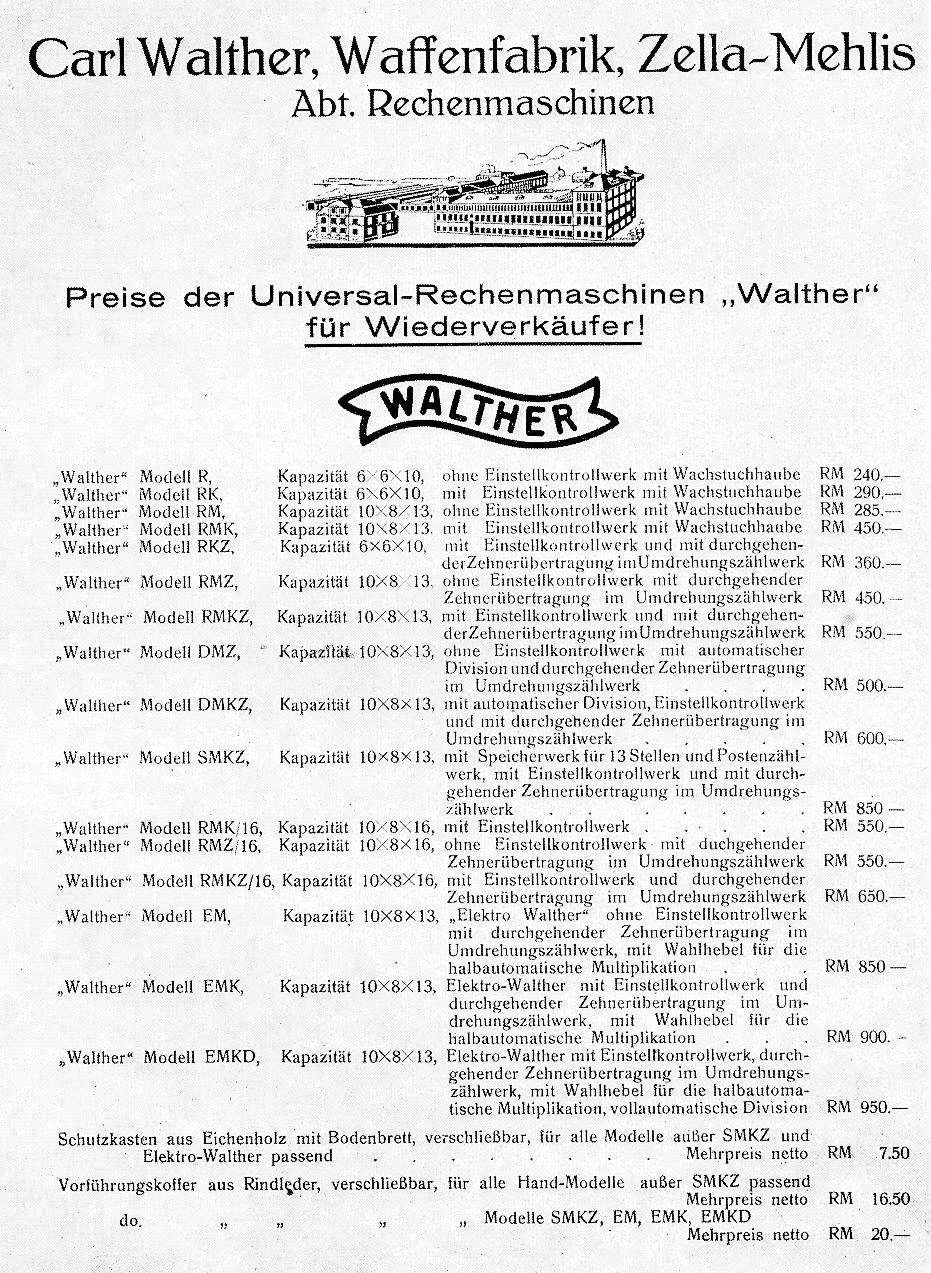 Carl Walther, Waffenfabrik, Zella-Mehlis
Abt. Rechenmaschinen
Preise der Universal-Rechenmaschinen „Walther“
für Wiederverkäufer!
WALTHER
„Walther“ Modell R, Kapazität 6×6×10, ohne Einstellkontrollwerk mit Wachstuchhaube RM 240.—
„Walther“ Modell RK, Kapazität 6×6×10, mit Einstellkontrollwerk mit Wachstuchhaube RM 290.—
„Walther“ Modell RM, Kapazität 10×8×13, ohne Einstellkontrollwerk mit Wachstuchhaube RM 285.—
„Walther“ Modell RMK, Kapazität 10×8×13. mit Einstellkontrollwerk mit Wachstuchhaube RM 450.—
„Walther“ Modell RKZ, Kapazität 6×6×10, mit Einstellkontrollwerk und mit durchgehen-
derZehnerübertragung imUmdrehungszählwerk RM 360.—
„Walther“ Modell RMZ, Kapazität 10×8×13, ohne Einstellkontrollwerk mit durchgehender
Zehnerübertragung im Umdrehungszählwerk RM 450.—
„Walther“ Modell RMKZ, Kapazität 10×8×13, mit Einstellkontrollwerk und mit durchgehen-
derZehnerübertragung imUmdrehungszählwerk RM 550.—
„Walther“ Modell DMZ, Kapazität 10×8×13, ohne Einstellkontrollwerk mit automatischer
Division und durchgehender Zehnerübertragung
im Umdrehungszählwerk . . . . RM 500.—
„Walther“ Modell DMKZ, Kapazität 10×8×13, mit automatischer Division, Einstellkontrollwerk
und mit durchgehender Zehnerübertragung im
Umdrehungszählwerk . . . . . RM 600.—
„Walther“ Modell SMKZ, Kapazität 10×8×13, mit Speicherwerk für 13 Stellen und Postenzähl-
werk, mit Einstellkontrollwerk und mit durch-
gehender Zehnerübertragung im Umdrehungs-
zählwerk . . . . . . . RM 850 —
„Walther“ Modell RMK/16, Kapazität 10×8×16, mit Einstellkontrollwerk . . . . . RM 550.—
„Walther“ Modell RMZ/16, Kapazität 10×8×16, ohne Einstellkontrollwerk mit duchgehender
Zehnerübertragung im Umdrehungszählwerk RM 550.—
„Walther“ Modell RMKZ/16, Kapazität 10×8×16, mit Einstellkontrollwerk und durchgehender
Zehnerübertragung im Umdrehungszählwerk RM 650.—
„Walther“ Modell EM, Kapazität 10×8×13, „Elektro Walther“ ohne Einstellkontrollwerk
mit durchgehender Zehnerübertragung im
Umdrehungszählwerk, mit Wahlhebel für die
halbautomatische Multiplikation . . RM 850 —
„Walther“ Modell EMK, Kapazität 10×8×13, Elektro-Walther mit Einstellkontrollwerk und
durchgehender Zehnerübertragung im Um-
drehungszählwerk, mit Wahlhebel für die
halbautomatische Multiplikation . . . RM 900. –
„Walther“ Modell EMKD, Kapazität 10×8×13, Elektro-Walther mit Einstellkontrollwerk, durch-
gehender Zehnerübertragung im Umdrehungs-
zählwerk, mit Wahlhebel für die halbautoma-
tische Multiplikation, vollautomatische Division RM 950.—
Schutzkasten aus Eichenholz mit Bodenbrett, verschließbar, für alle Modelle außer SMKZ und
Elektro-Walther passend . . . . . . . Mehrpreis netto RM 7.50
Vorführungskoffer aus Rindleder, verschließbar, für alle Hand-Modelle außer SMKZ passend
Mehrpreis netto RM 16.50
do. „ „ „ „ Modelle SMKZ, EM, EMK, EMKD
Mehrpreis netto RM 20.—